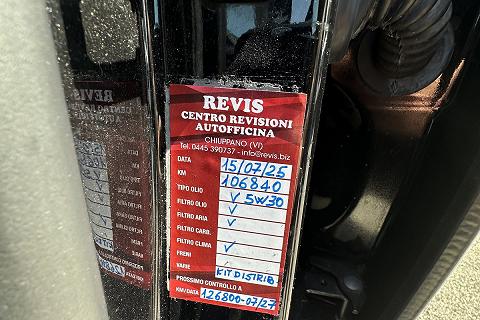 REVIS
CENTRO REVISIONI
AUTOFFICINA
CHIUPPANO (VI)
Tel. 0445 390737 - info@revis.biz
DATA 15/07/25
KM 106840
TIPO OLIO 5W30
FILTRO OLIO ✓
FILTRO ARIA ✓
FILTRO CARB.
FILTRO CLIMA ✓
FRENI
VARIE KIT DISTRIB.
PROSSIMO CONTROLLO A
KM/DATA 126800-07/27
REVIS